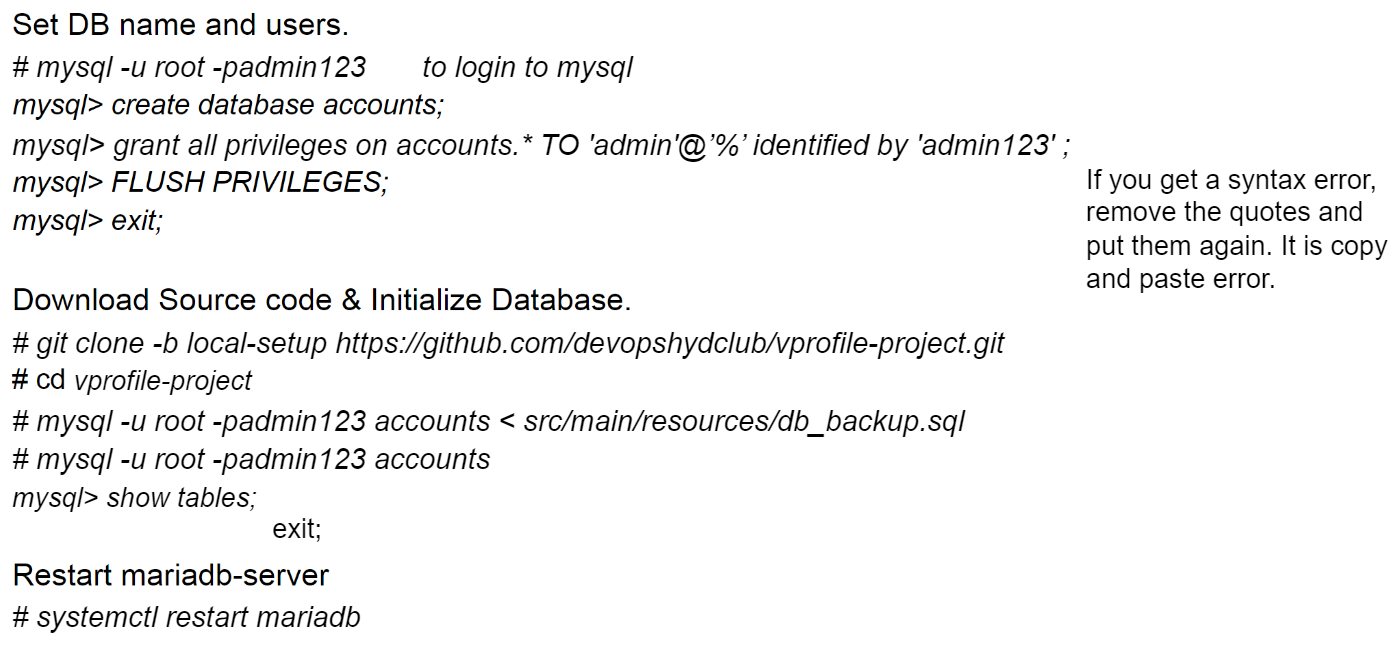 Set DB name and users.
# mysql -u root -padmin123 to login to mysql
mysql> create database accounts;
mysql> grant all privileges on accounts.* TO 'admin'@’%’ identified by 'admin123' ;
mysql> FLUSH PRIVILEGES;
mysql> exit;
If you get a syntax error,
remove the quotes and
put them again. It is copy
and paste error.
Download Source code & Initialize Database.
# git clone -b local-setup https://github.com/devopshydclub/vprofile-project.git
# cd vprofile-project
# mysql -u root -padmin123 accounts < src/main/resources/db_backup.sql
# mysql -u root -padmin123 accounts
mysql> show tables;
exit;
Restart mariadb-server
# systemctl restart mariadb